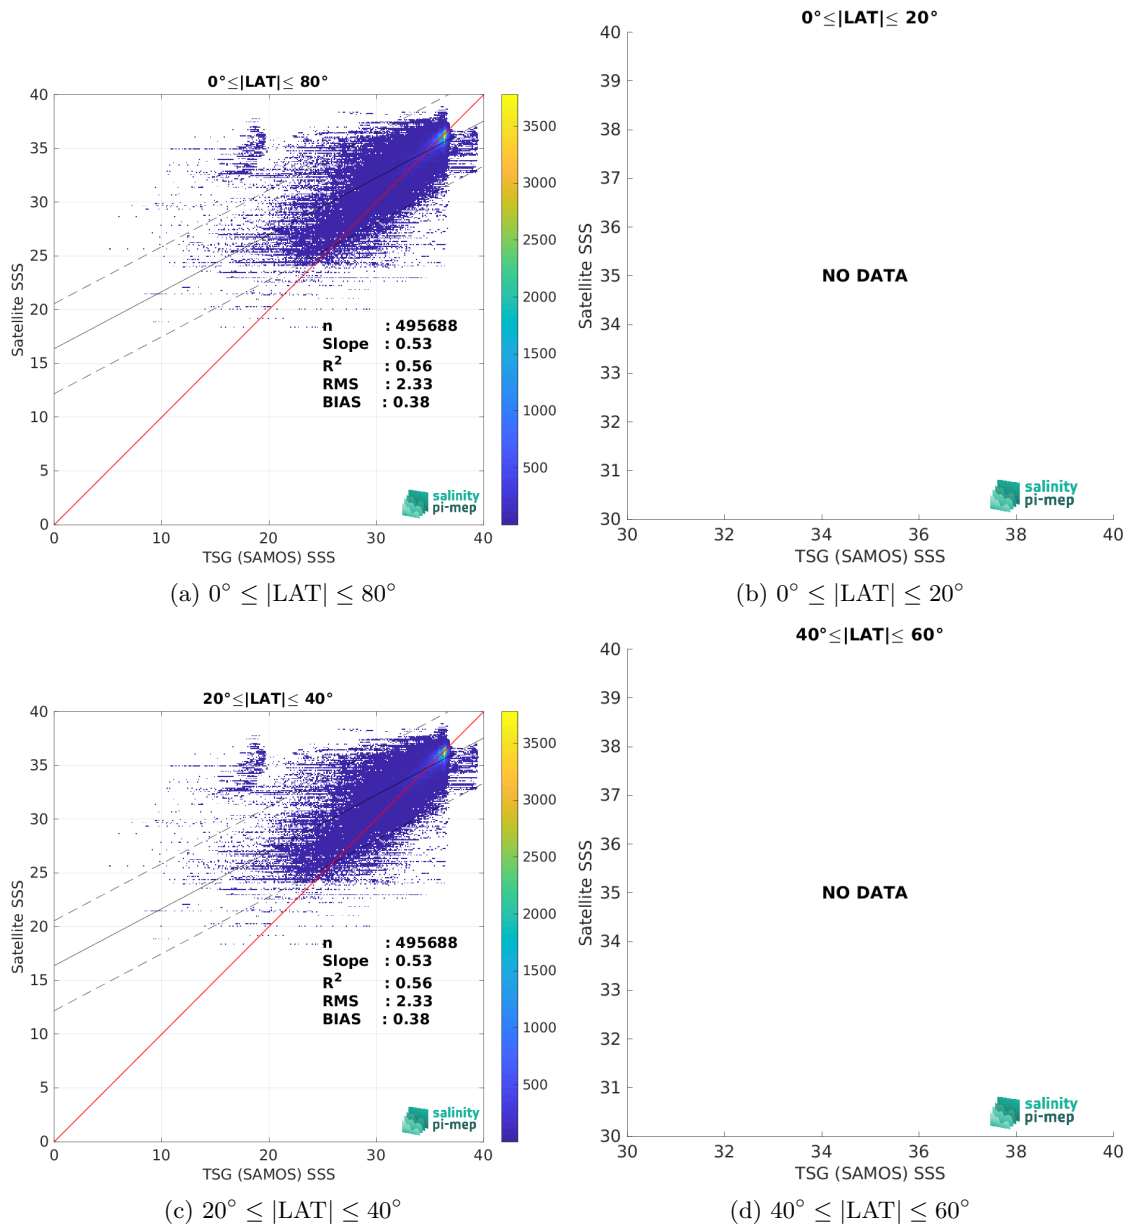 0°≤|LAT|≤ 80°
40
35
30
25
20
15
10
5
0
Satellite SSS
n : 495688
Slope : 0.53
R² : 0.56
RMS : 2.33
BIAS : 0.38
salinity
pi-mep
0 10 20 30 40
TSG (SAMOS) SSS
3500
3000
2500
2000
1500
1000
500
(a) 0° ≤ |LAT| ≤ 80°
0°≤|LAT|≤ 20°
40
39
38
37
36
35
34
33
32
31
30
Satellite SSS
NO DATA
salinity
pi-mep
30 32 34 36 38 40
TSG (SAMOS) SSS
(b) 0° ≤ |LAT| ≤ 20°
20°≤|LAT|≤ 40°
40
35
30
25
20
15
10
5
0
Satellite SSS
n : 495688
Slope : 0.53
R² : 0.56
RMS : 2.33
BIAS : 0.38
salinity
pi-mep
0 10 20 30 40
TSG (SAMOS) SSS
3500
3000
2500
2000
1500
1000
500
(c) 20° ≤ |LAT| ≤ 40°
40°≤|LAT|≤ 60°
40
39
38
37
36
35
34
33
32
31
30
Satellite SSS
NO DATA
salinity
pi-mep
30 32 34 36 38 40
TSG (SAMOS) SSS
(d) 40° ≤ |LAT| ≤ 60°